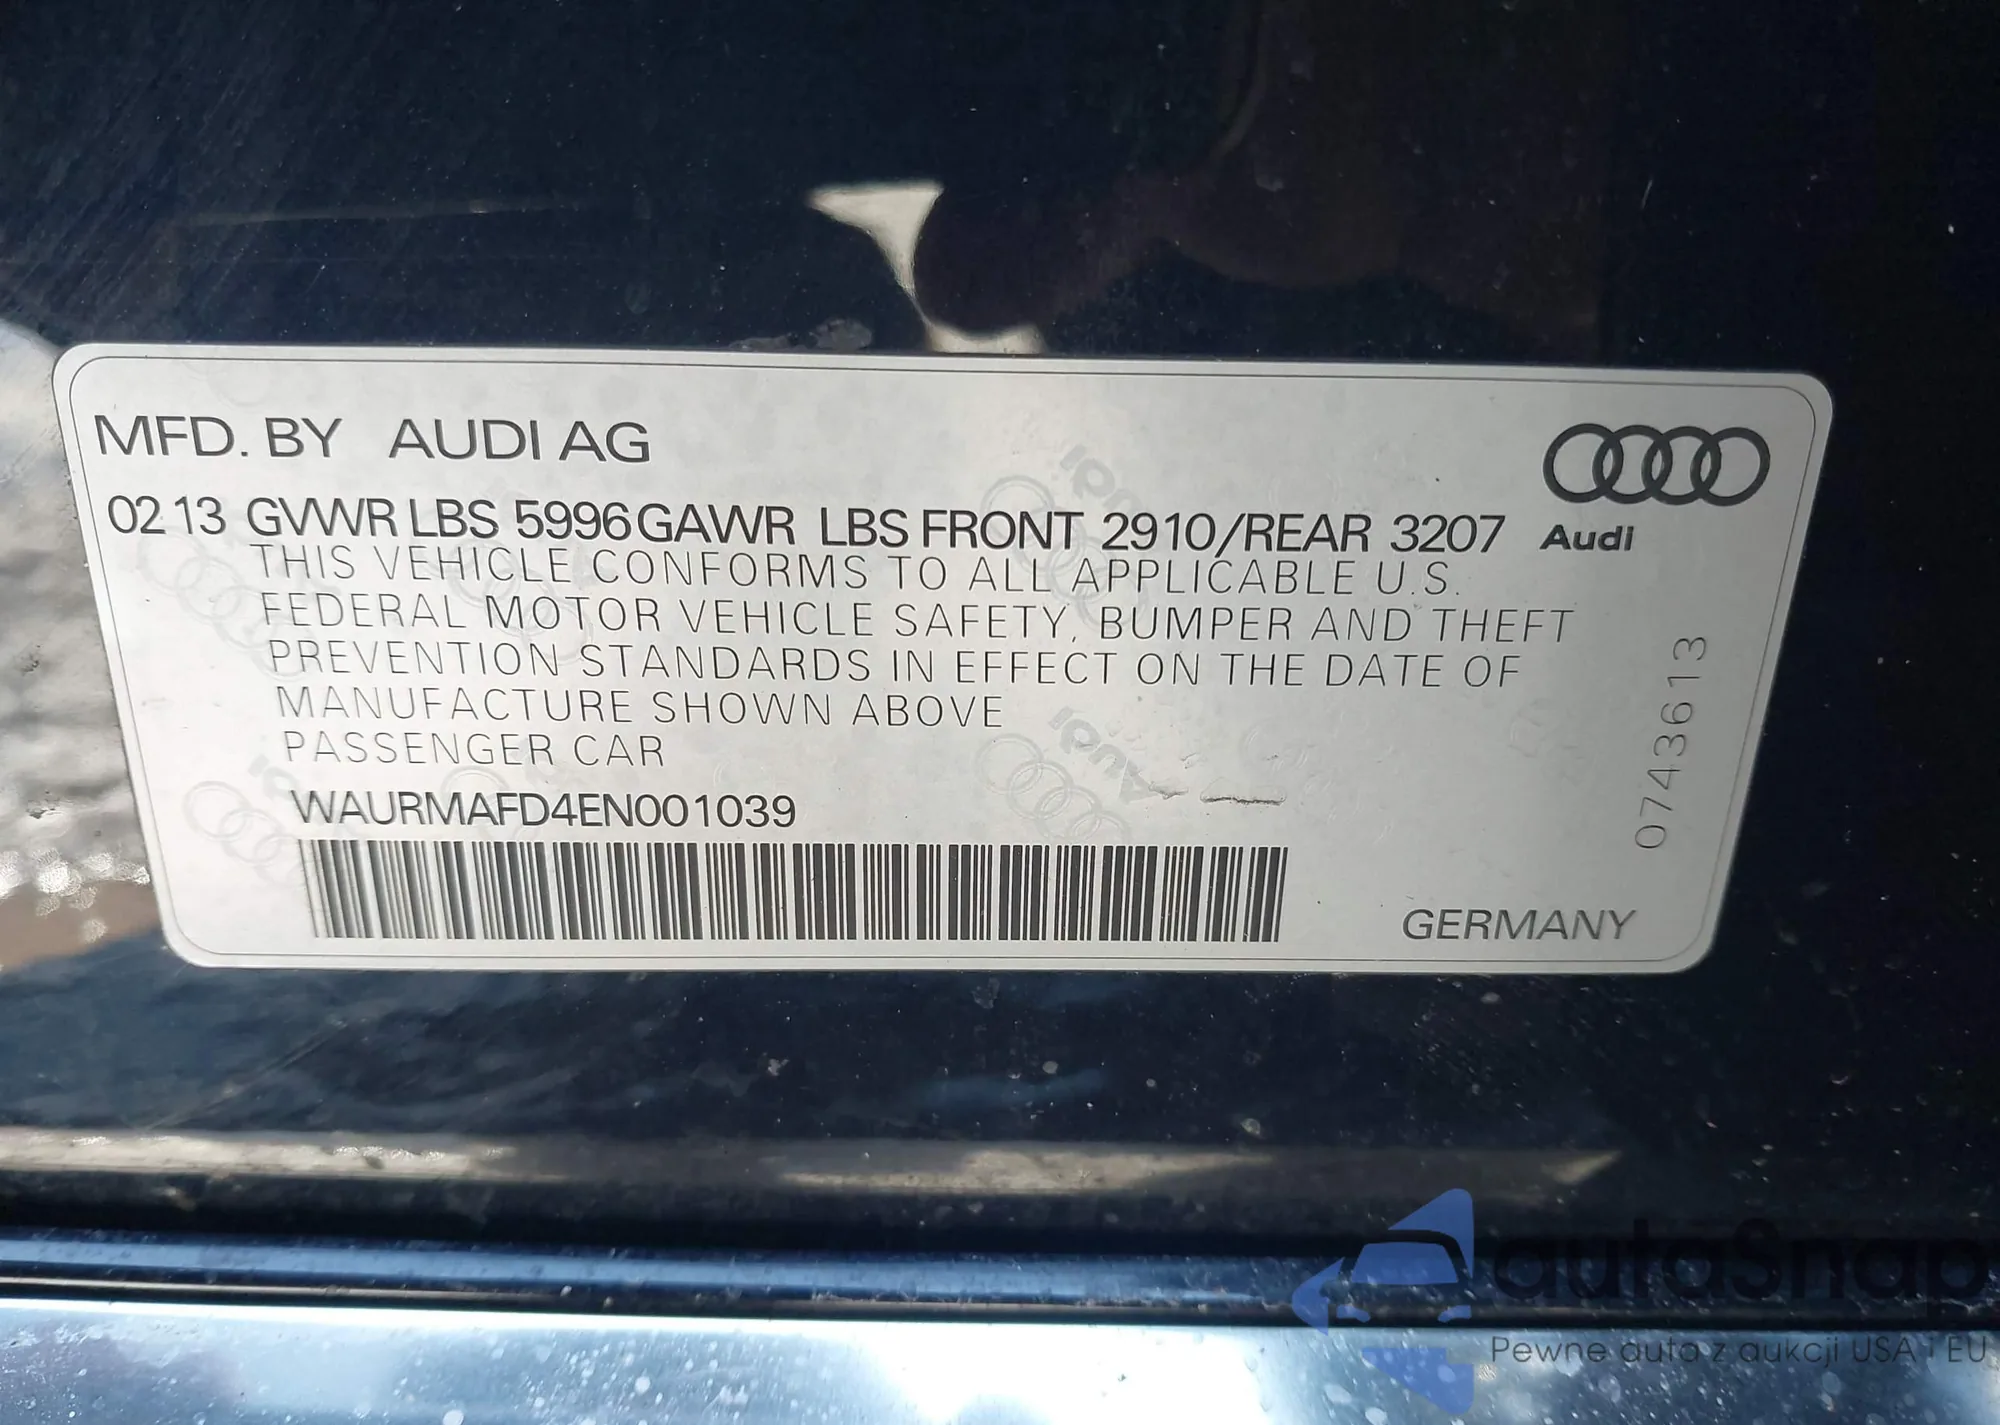 MFD. BY AUDI AG
02 13 GVWR LBS 5996 GAWR LBS FRONT 2910/REAR 3207
Audi
THIS VEHICLE CONFORMS TO ALL APPLICABLE U.S.
FEDERAL MOTOR VEHICLE SAFETY, BUMPER AND THEFT
PREVENTION STANDARDS IN EFFECT ON THE DATE OF
MANUFACTURE SHOWN ABOVE
PASSENGER CAR
WAURMAFD4EN001039
0743613
GERMANY
autaSnap
Pewne auta z aukcji USA i EU